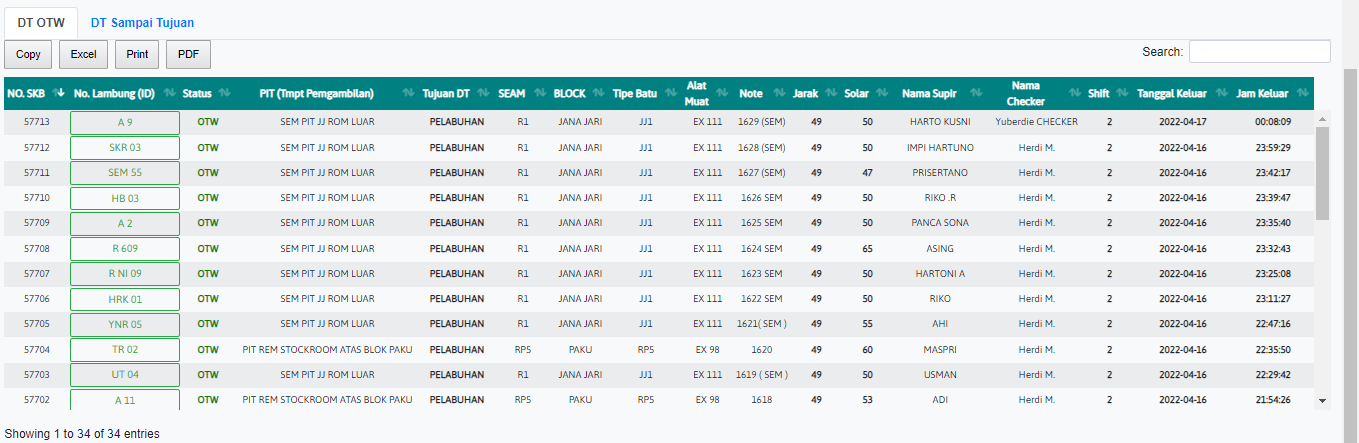 DT OTW DT Sampai Tujuan
Copy Excel Print PDF Search:
NO. SKB No. Lambung (ID) Status PIT (Tmpt Pemgambilan) Tujuan DT SEAM BLOCK Tipe Batu Alat Muat Note Jarak Solar Nama Supir Nama Checker Shift Tanggal Keluar Jam Keluar
57713 A 9 OTW SEM PIT JJ ROM LUAR PELABUHAN R1 JANA JARI JJ1 EX 111 1629 (SEM) 49 50 HARTO KUSNI Yuberdie CHECKER 2 2022-04-17 00:08:09
57712 SKR 03 OTW SEM PIT JJ ROM LUAR PELABUHAN R1 JANA JARI JJ1 EX 111 1628 (SEM) 49 50 IMPI HARTUNO Herdi M. 2 2022-04-16 23:59:29
57711 SEM 55 OTW SEM PIT JJ ROM LUAR PELABUHAN R1 JANA JARI JJ1 EX 111 1627 (SEM) 49 47 PRISERTANO Herdi M. 2 2022-04-16 23:42:17
57710 HB 03 OTW SEM PIT JJ ROM LUAR PELABUHAN R1 JANA JARI JJ1 EX 111 1626 SEM 49 50 RIKO .R Herdi M. 2 2022-04-16 23:39:47
57709 A 2 OTW SEM PIT JJ ROM LUAR PELABUHAN R1 JANA JARI JJ1 EX 111 1625 SEM 49 50 PANCA SONA Herdi M. 2 2022-04-16 23:35:40
57708 R 609 OTW SEM PIT JJ ROM LUAR PELABUHAN R1 JANA JARI JJ1 EX 111 1624 SEM 49 65 ASING Herdi M. 2 2022-04-16 23:32:43
57707 R NI 09 OTW SEM PIT JJ ROM LUAR PELABUHAN R1 JANA JARI JJ1 EX 111 1623 SEM 49 50 HARTONI A Herdi M. 2 2022-04-16 23:25:08
57706 HRK 01 OTW SEM PIT JJ ROM LUAR PELABUHAN R1 JANA JARI JJ1 EX 111 1622 SEM 49 50 RIKO Herdi M. 2 2022-04-16 23:11:27
57705 YNR 05 OTW SEM PIT JJ ROM LUAR PELABUHAN R1 JANA JARI JJ1 EX 111 1621( SEM ) 49 55 AHI Herdi M. 2 2022-04-16 22:47:16
57704 TR 02 OTW PIT REM STOCKROOM ATAS BLOK PAKU PELABUHAN RP5 PAKU RP5 EX 98 1620 49 60 MASPRI Herdi M. 2 2022-04-16 22:35:50
57703 UT 04 OTW SEM PIT JJ ROM LUAR PELABUHAN R1 JANA JARI JJ1 EX 111 1619 ( SEM ) 49 50 USMAN Herdi M. 2 2022-04-16 22:29:42
57702 A 11 OTW PIT REM STOCKROOM ATAS BLOK PAKU PELABUHAN RP5 PAKU RP5 EX 98 1618 49 53 ADI Herdi M. 2 2022-04-16 21:54:26
Showing 1 to 34 of 34 entries